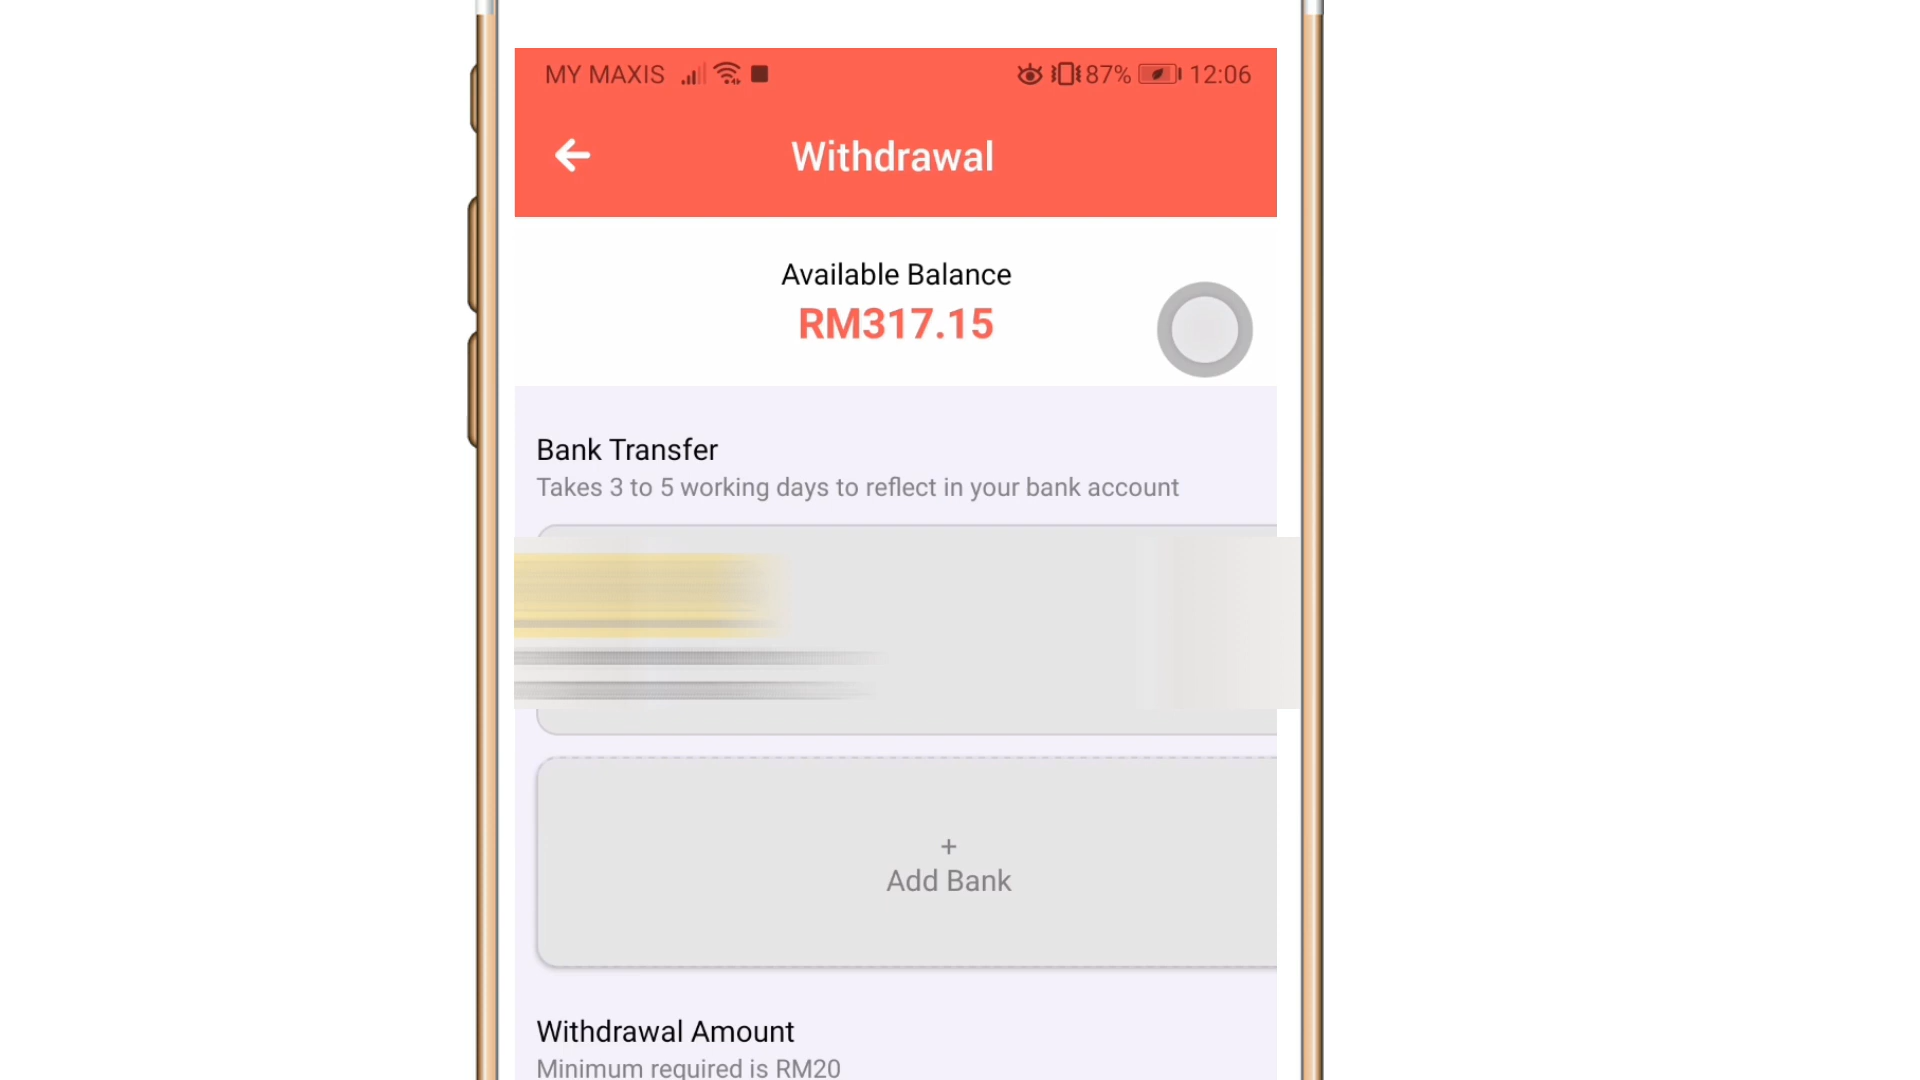 MY MAXIS 87% 12:06
Withdrawal
Available Balance
RM317.15
Bank Transfer
Takes 3 to 5 working days to reflect in your bank account
+
Add Bank
Withdrawal Amount
Minimum required is RM20